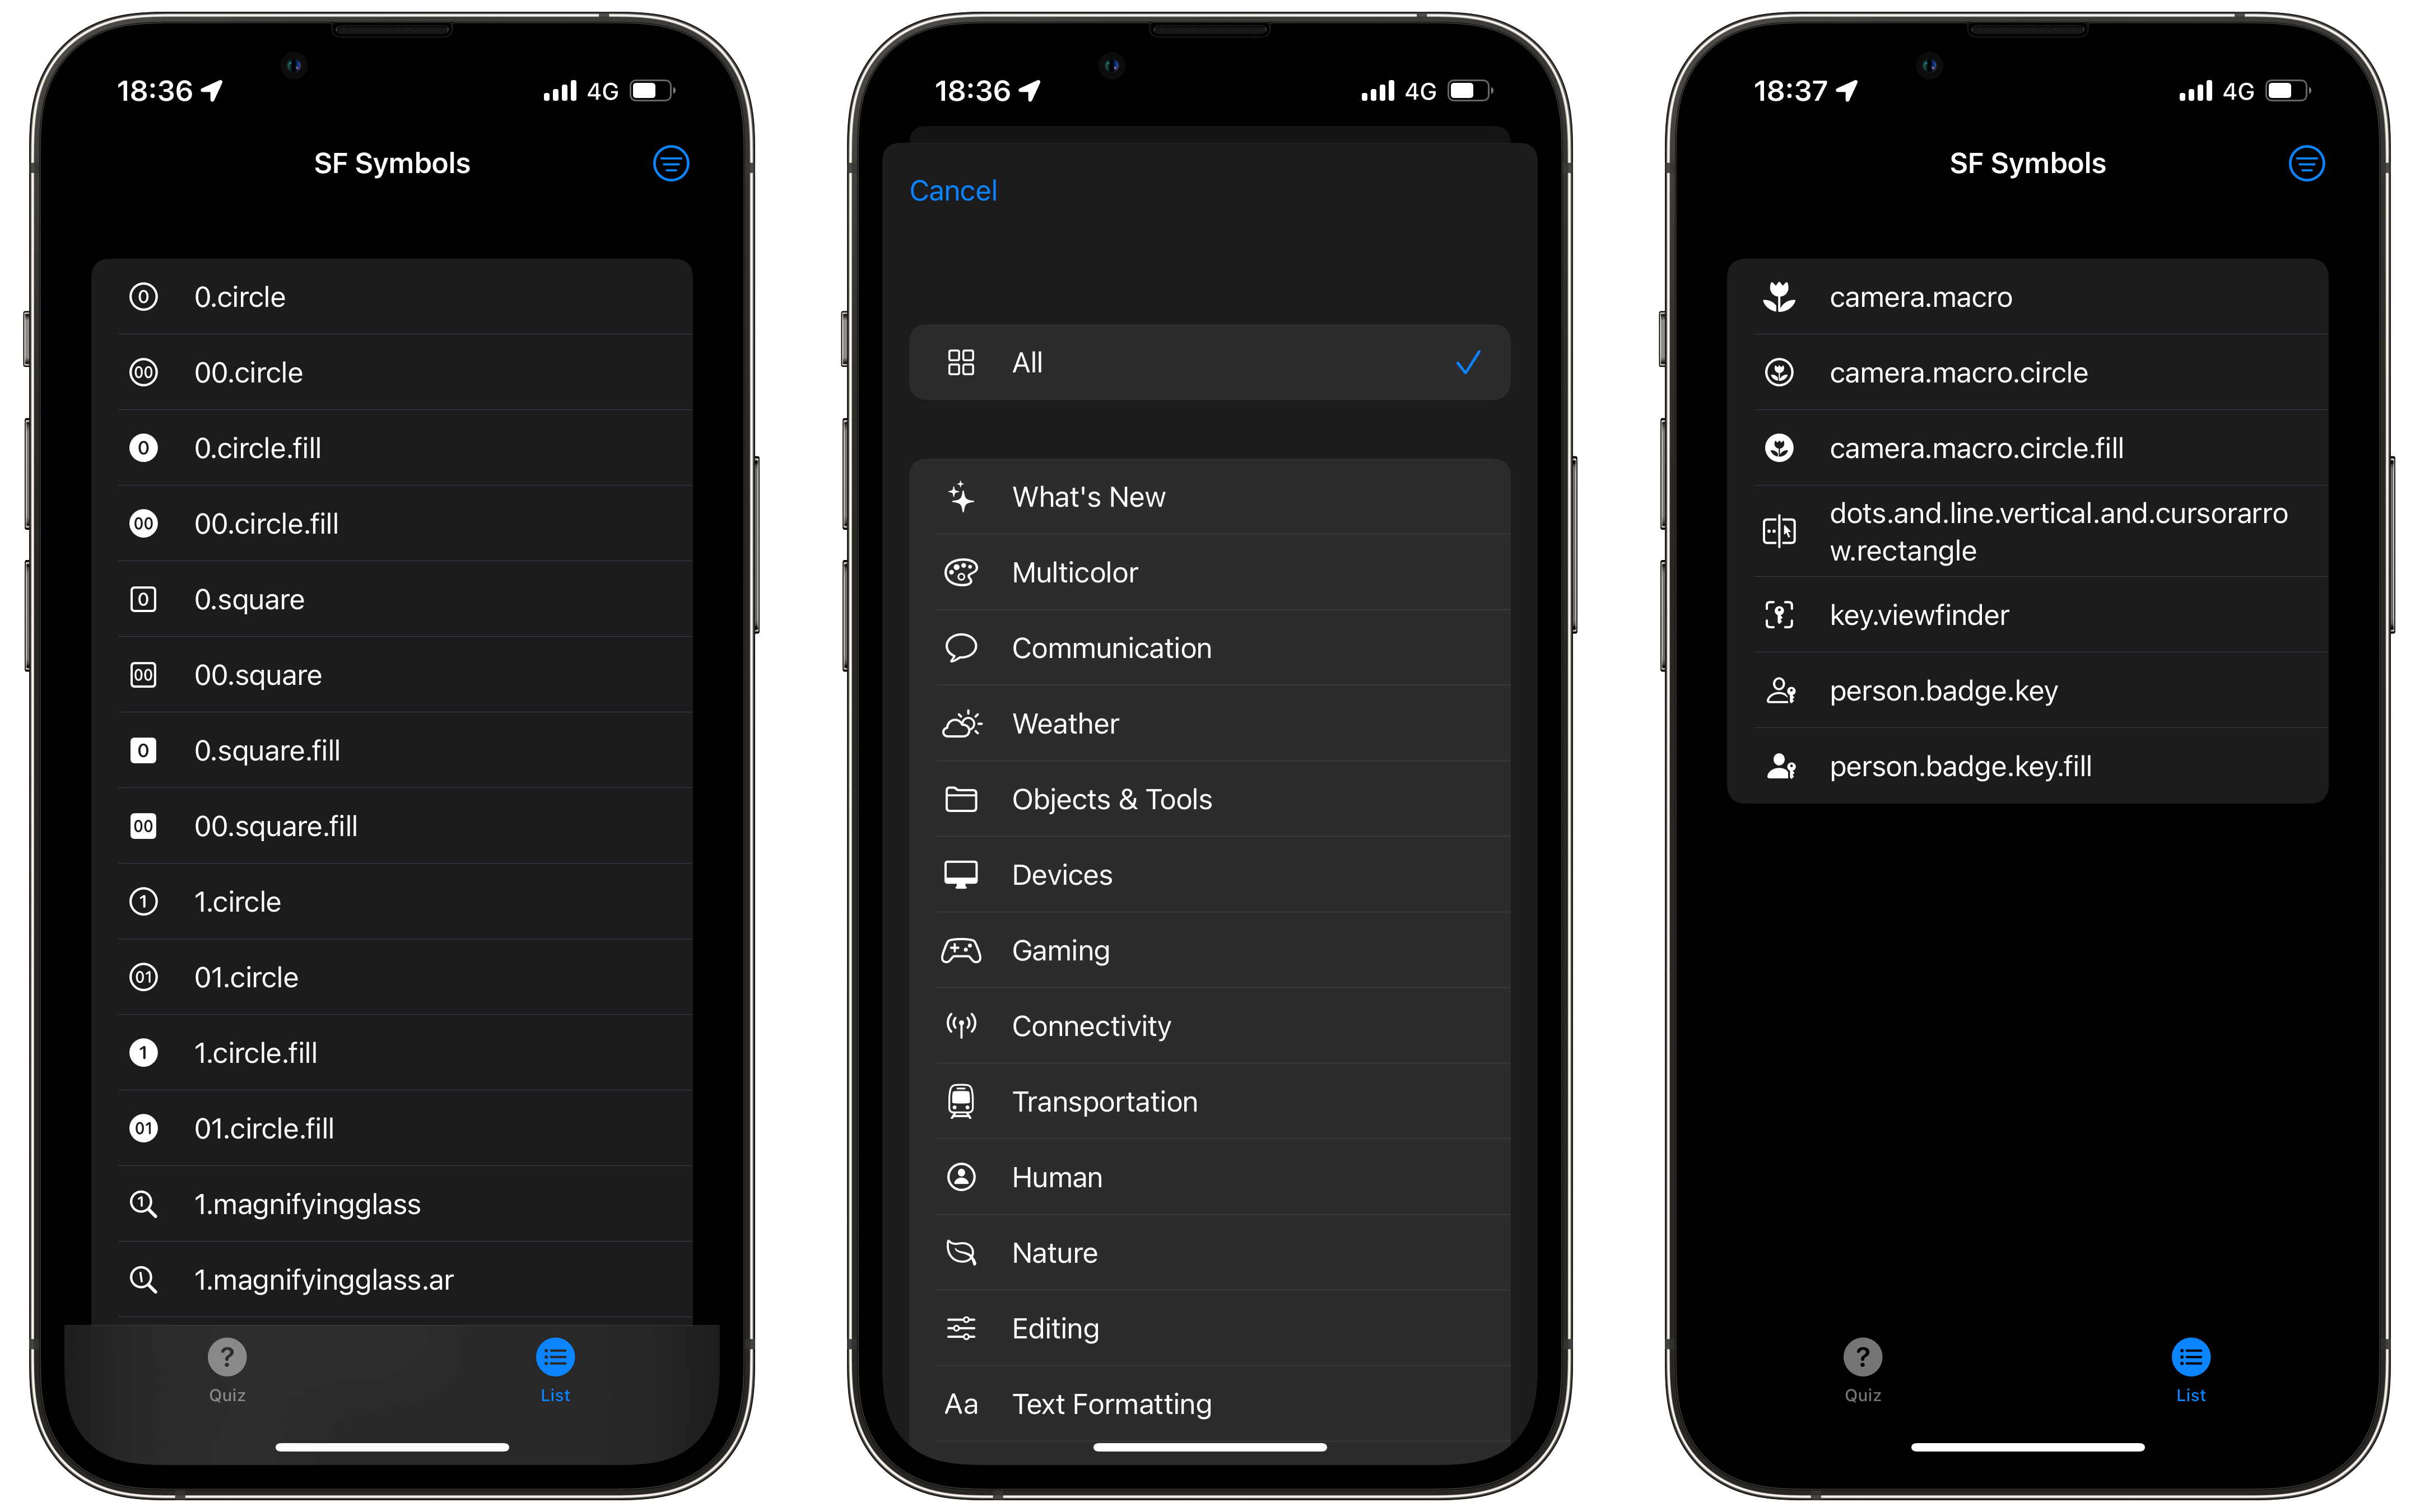 18:36
4G
SF Symbols
0.circle
00.circle
0.circle.fill
00.circle.fill
0.square
00.square
0.square.fill
00.square.fill
1.circle
01.circle
1.circle.fill
01.circle.fill
1.magnifyingglass
1.magnifyingglass.ar
Quiz
List
18:36
4G
Cancel
All
What's New
Multicolor
Communication
Weather
Objects & Tools
Devices
Gaming
Connectivity
Transportation
Human
Nature
Editing
Aa Text Formatting
18:37
4G
SF Symbols
camera.macro
camera.macro.circle
camera.macro.circle.fill
dots.and.line.vertical.and.cursorarro
w.rectangle
key.viewfinder
person.badge.key
person.badge.key.fill
Quiz
List